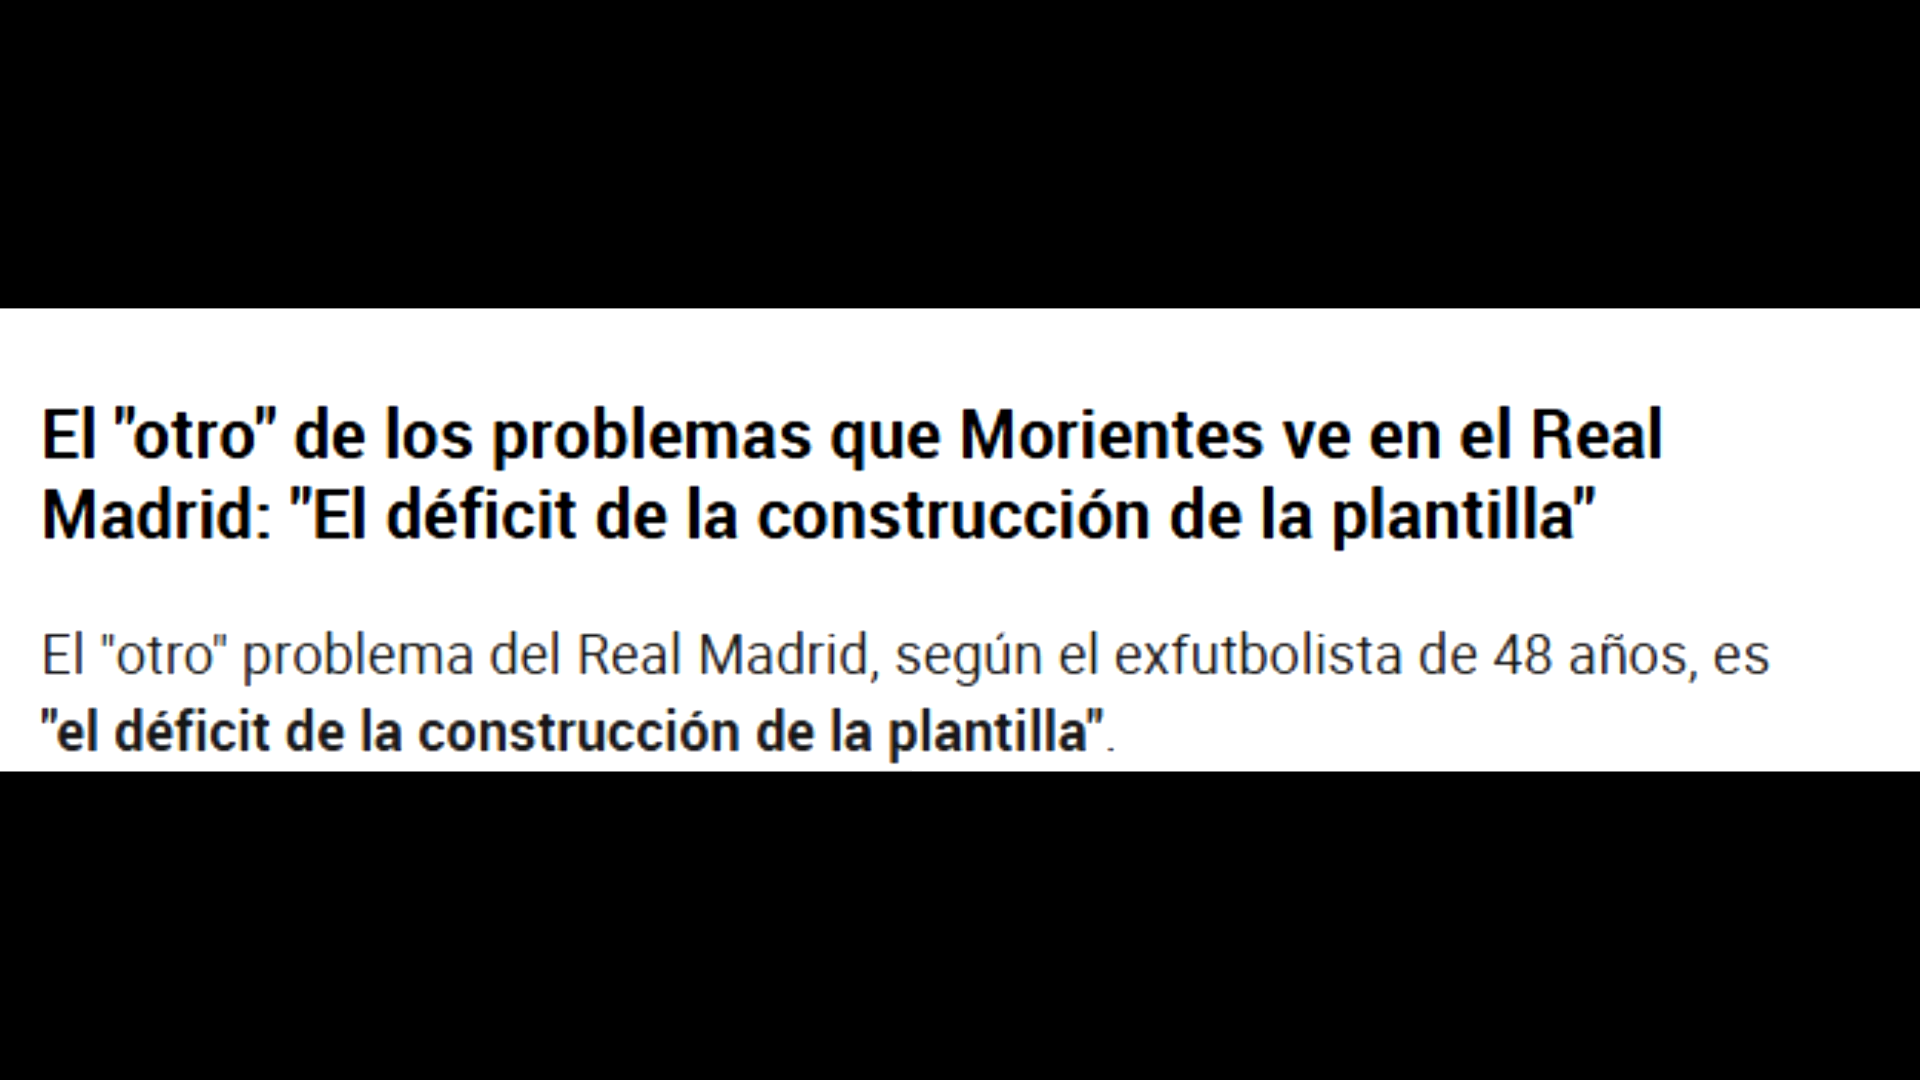 El "otro" de los problemas que Morientes ve en el Real
Madrid: "El déficit de la construcción de la plantilla"
El "otro" problema del Real Madrid, según el exfutbolista de 48 años, es
"el déficit de la construcción de la plantilla".